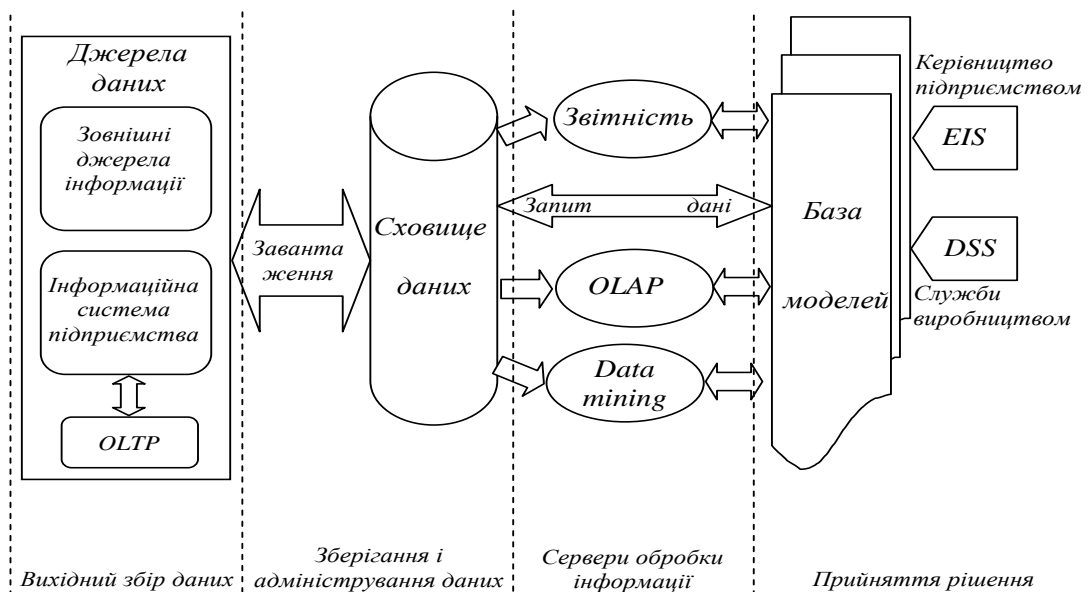 Джерела
даних
Зовнішні
джерела
інформації
Інформаційна
система
підприємства
OLTP
Заванта
ження
Сховище
даних
Звітність
Запит дані
OLAP
Data
mining
База
моделей
Керівництво
підприємством
EIS
DSS
Служби
виробництвом
Вихідний збір даних
Зберігання і
адміністрування даних
Сервери обробки
інформації
Прийняття рішення